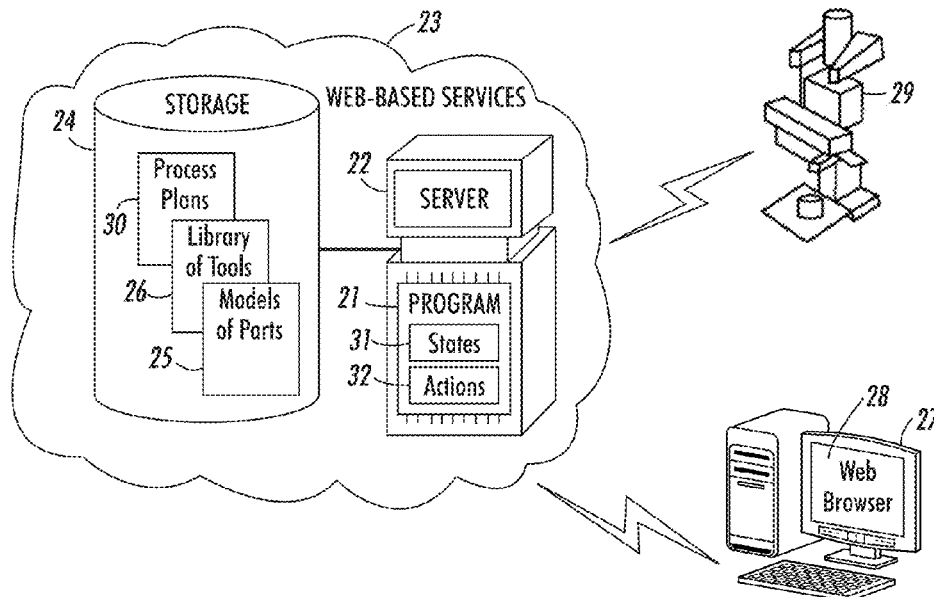 23
STORAGE
WEB-BASED SERVICES
24
22
29
Process
Plans
SERVER
30
Library
of Tools
26
21
PROGRAM
Models
of Parts
31
States
25
32
Actions
28
27
Web
Browser